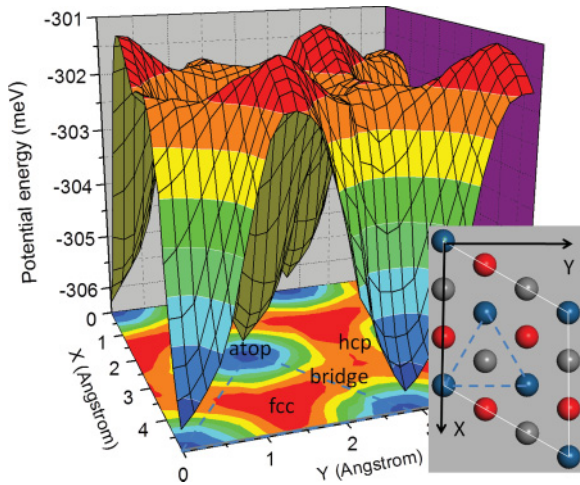 -301
-302
-303
-304
-305
-306
Potential energy (meV)
0
1
2
3
4
X (Angstrom)
0
1
2
3
Y (Angstrom)
atop
hcp
bridge
fcc
Y
X